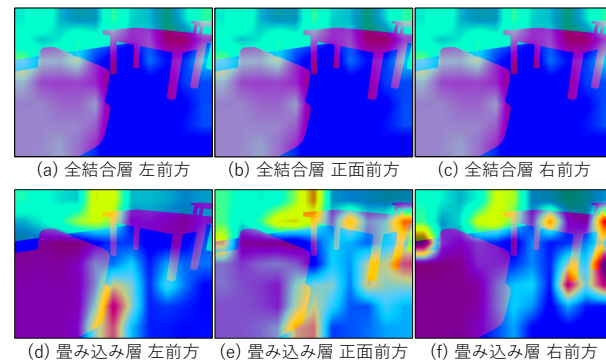 (a) 全結合層 左前方
(b) 全結合層 正面前方
(c) 全結合層 右前方
(d) 畳み込み層 左前方
(e) 畳み込み層 正面前方
(f) 畳み込み層 右前方